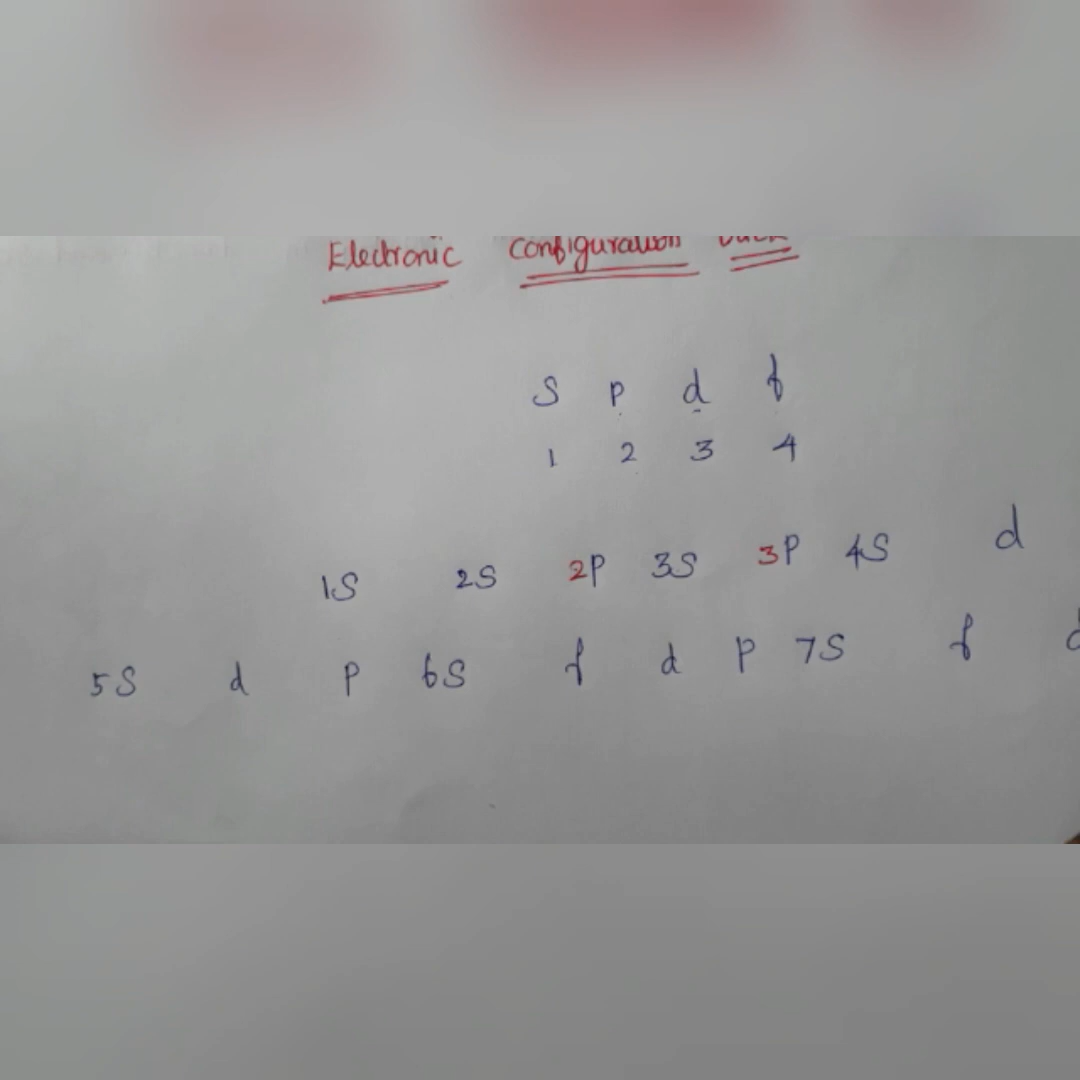 Electronic Configuration
S P d f
1 2 3 4
1S 2S 2P 3S 3P 4S d
5S d P 6S f d P 7S f